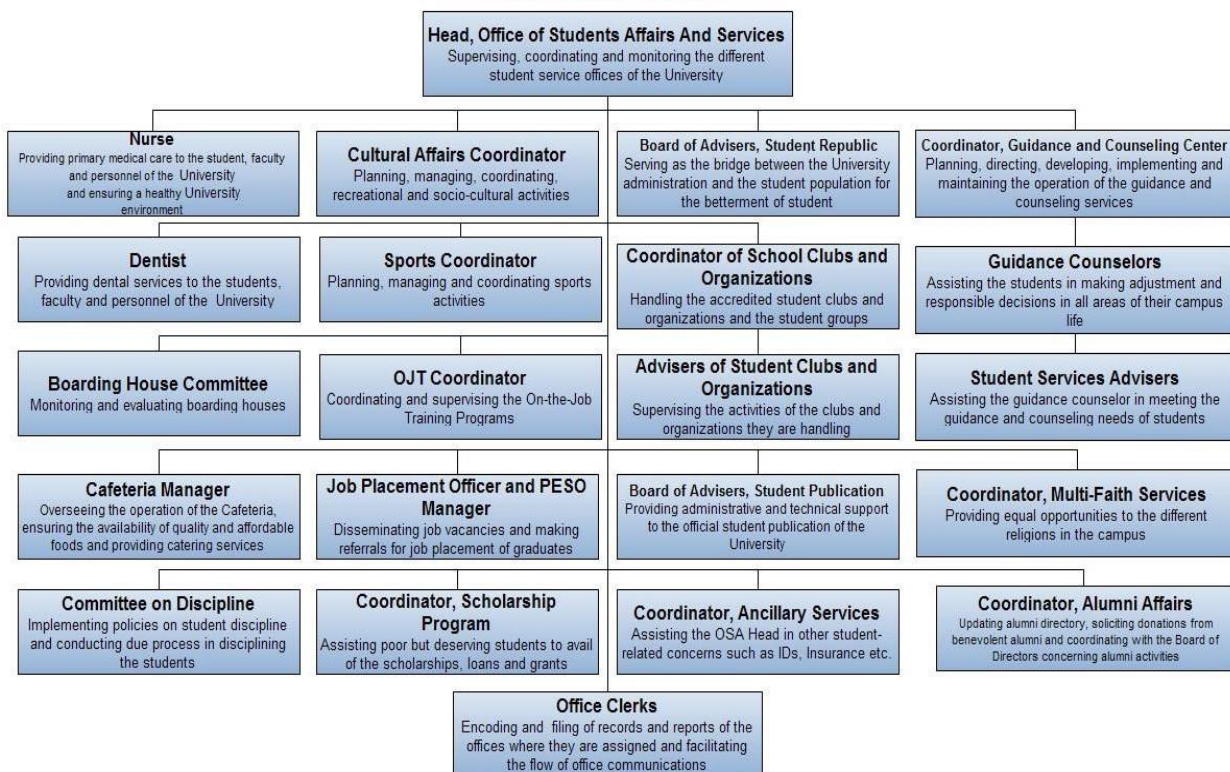 Head, Office of Students Affairs And Services
Supervising, coordinating and monitoring the different
student service offices of the University
Nurse
Providing primary medical care to the student, faculty
and personnel of the University
and ensuring a healthy University
environment
Cultural Affairs Coordinator
Planning, managing, coordinating,
recreational and socio-cultural activities
Board of Advisers, Student Republic
Serving as the bridge between the University
administration and the student population for
the betterment of student
Coordinator, Guidance and Counseling Center
Planning, directing, developing, implementing and
maintaining the operation of the guidance and
counseling services
Dentist
Providing dental services to the students,
faculty and personnel of the University
Sports Coordinator
Planning, managing and coordinating sports
activities
Coordinator of School Clubs and
Organizations
Handling the accredited student clubs and
organizations and the student groups
Guidance Counselors
Assisting the students in making adjustment and
responsible decisions in all areas of their campus
life
Boarding House Committee
Monitoring and evaluating boarding houses
OJT Coordinator
Coordinating and supervising the On-the-Job
Training Programs
Advisers of Student Clubs and
Organizations
Supervising the activities of the clubs and
organizations they are handling
Student Services Advisers
Assisting the guidance counselor in meeting the
guidance and counseling needs of students
Cafeteria Manager
Overseeing the operation of the Cafeteria,
ensuring the availability of quality and affordable
foods and providing catering services
Job Placement Officer and PESO
Manager
Disseminating job vacancies and making
referrals for job placement of graduates
Board of Advisers, Student Publication
Providing administrative and technical support
to the official student publication of the
University
Coordinator, Multi-Faith Services
Providing equal opportunities to the different
religions in the campus
Committee on Discipline
Implementing policies on student discipline
and conducting due process in disciplining
the students
Coordinator, Scholarship
Program
Assisting poor but deserving students to avail
of the scholarships, loans and grants
Coordinator, Ancillary Services
Assisting the OSA Head in other student-
related concerns such as IDs, Insurance etc.
Coordinator, Alumni Affairs
Updating alumni directory, soliciting donations from
benevolent alumni and coordinating with the Board of
Directors concerning alumni activities
Office Clerks
Encoding and filing of records and reports of the
offices where they are assigned and facilitating
the flow of office communications